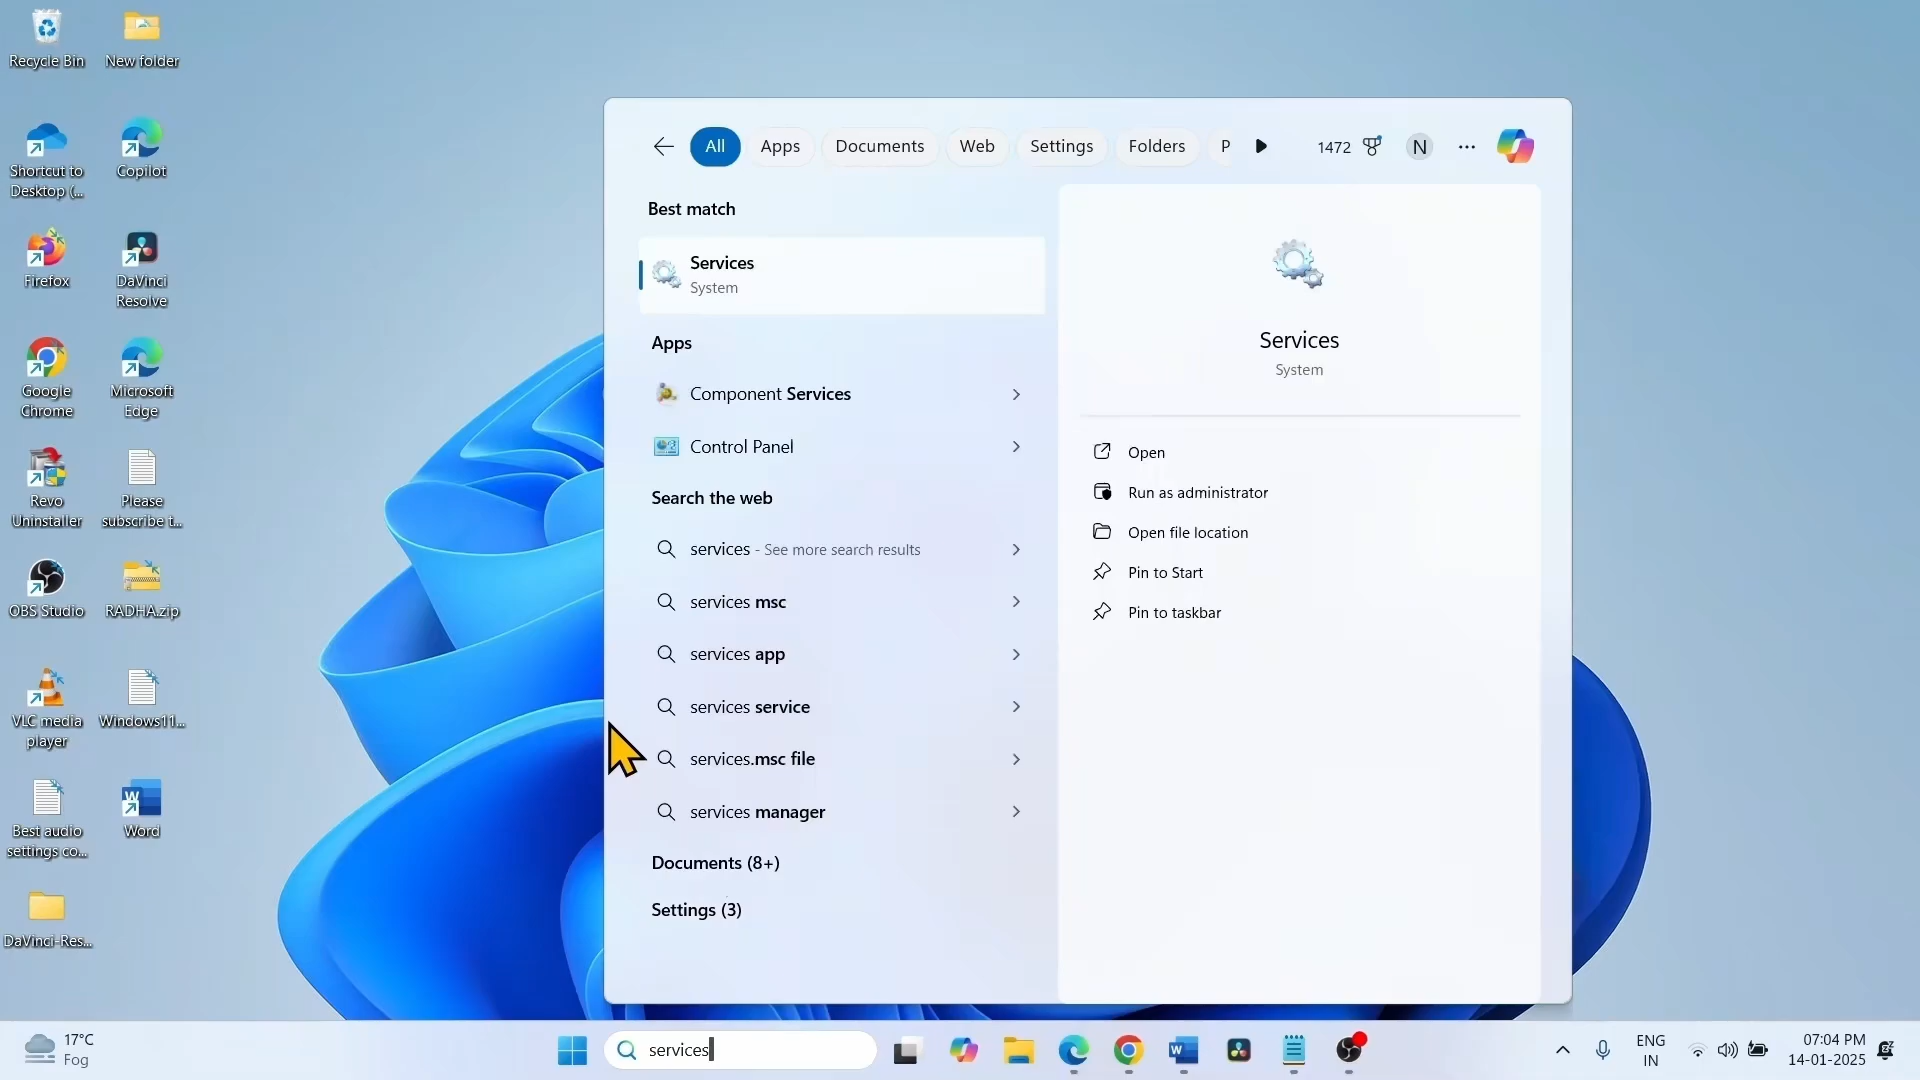 Recycle Bin
New folder
Shortcut to
Desktop (...
Copilot
Firefox
DaVinci
Resolve
Google
Chrome
Microsoft
Edge
Revo
Uninstaller
Please
subscribe t...
OBS Studio
RADHA.zip
VLC media
player
Windows11...
Best audio
settings co...
Word
DaVinci-Res...
All
Apps
Documents
Web
Settings
Folders
P
1472
N
Best match
Services
System
Apps
Component Services
Control Panel
Search the web
services - See more search results
services msc
services app
services service
services.msc file
services manager
Documents (8+)
Settings (3)
Services
System
Open
Run as administrator
Open file location
Pin to Start
Pin to taskbar
17°C
Fog
services
ENG
IN
07:04 PM
14-01-2025